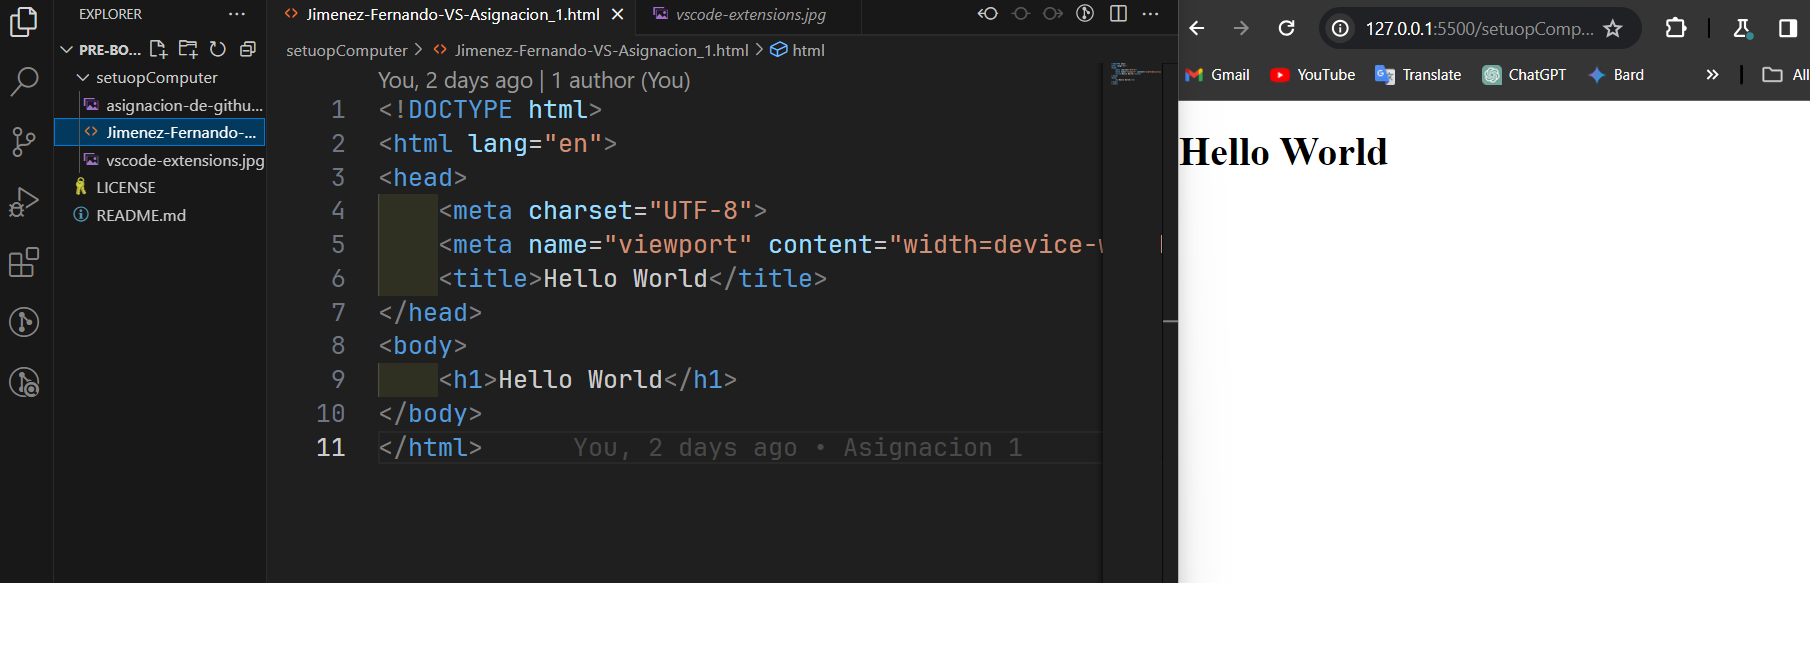 EXPLORER
PRE-BO...
setuopComputer
asignacion-de-githu...
Jimenez-Fernando-...
vscode-extensions.jpg
LICENSE
README.md
Jimenez-Fernando-VS-Asignacion_1.html
vscode-extensions.jpg
setuopComputer > Jimenez-Fernando-VS-Asignacion_1.html > html
You, 2 days ago | 1 author (You)
1 <!DOCTYPE html>
2 <html lang="en">
3 <head>
4 <meta charset="UTF-8">
5 <meta name="viewport" content="width=device-
6 <title>Hello World</title>
7 </head>
8 <body>
9 <h1>Hello World</h1>
10 </body>
11 </html> You, 2 days ago • Asignacion 1
127.0.0.1:5500/setuopComp...
Gmail YouTube Translate ChatGPT Bard » All
Hello World